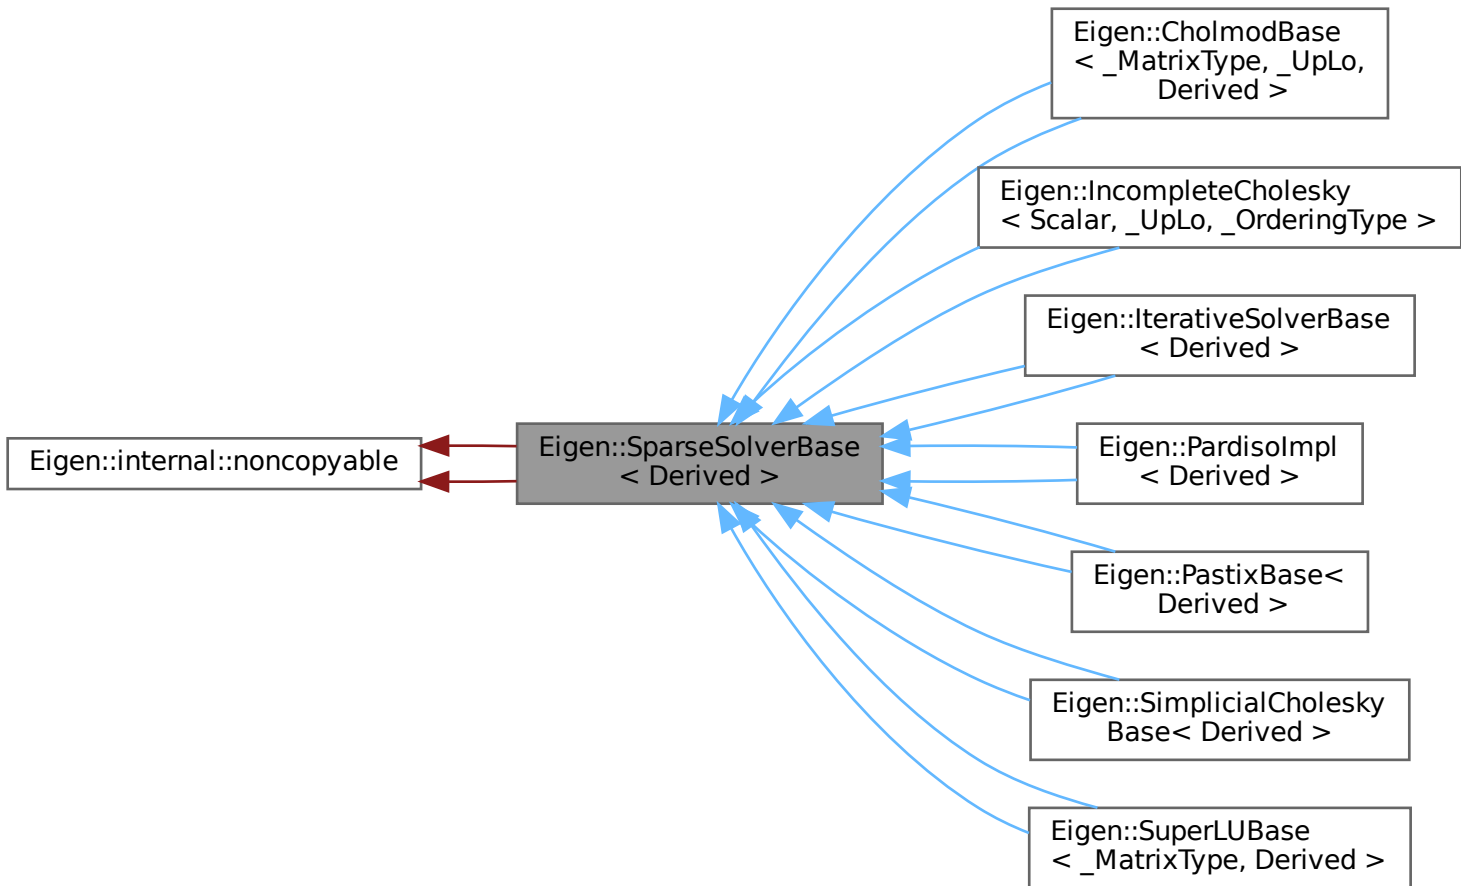 Eigen::internal::noncopyable
Eigen::SparseSolverBase
< Derived >
Eigen::CholmodBase
< _MatrixType, _UpLo,
Derived >
Eigen::IncompleteCholesky
< Scalar, _UpLo, _OrderingType >
Eigen::IterativeSolverBase
< Derived >
Eigen::PardisoImpl
< Derived >
Eigen::PastixBase<
Derived >
Eigen::SimplicialCholesky
Base< Derived >
Eigen::SuperLUBase
< _MatrixType, Derived >